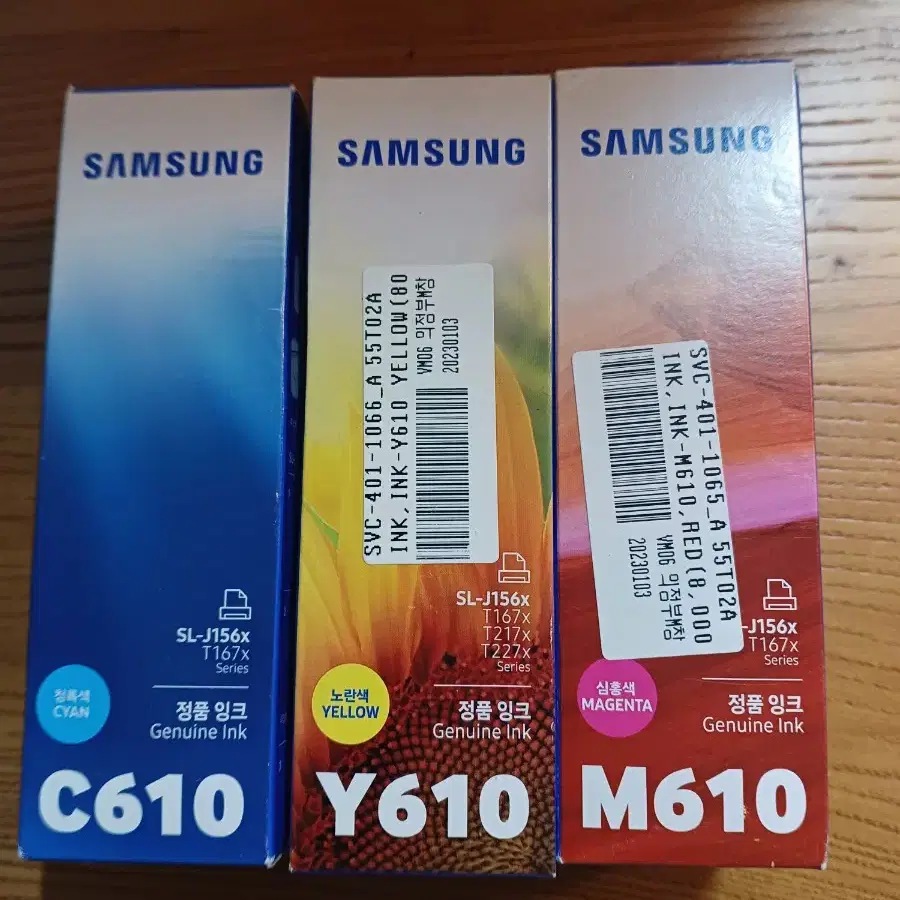 SAMSUNG
SL-J156x
T167x
Series
청록색
CYAN
정품 잉크
Genuine Ink
C610
SAMSUNG
SVC-401-1066_A 55T02A
INK,INK-Y610 YELLOW(80
VM06
20230103
SL-J156x
T167x
T217x
T227x
Series
노란색
YELLOW
정품 잉크
Genuine Ink
Y610
SAMSUNG
SVC-401-1065_A 55T02A
INK,INK-M610,RED(8,000
VM06
20230103
-J156x
T167x
Series
심홍색
MAGENTA
정품 잉크
Genuine Ink
M610